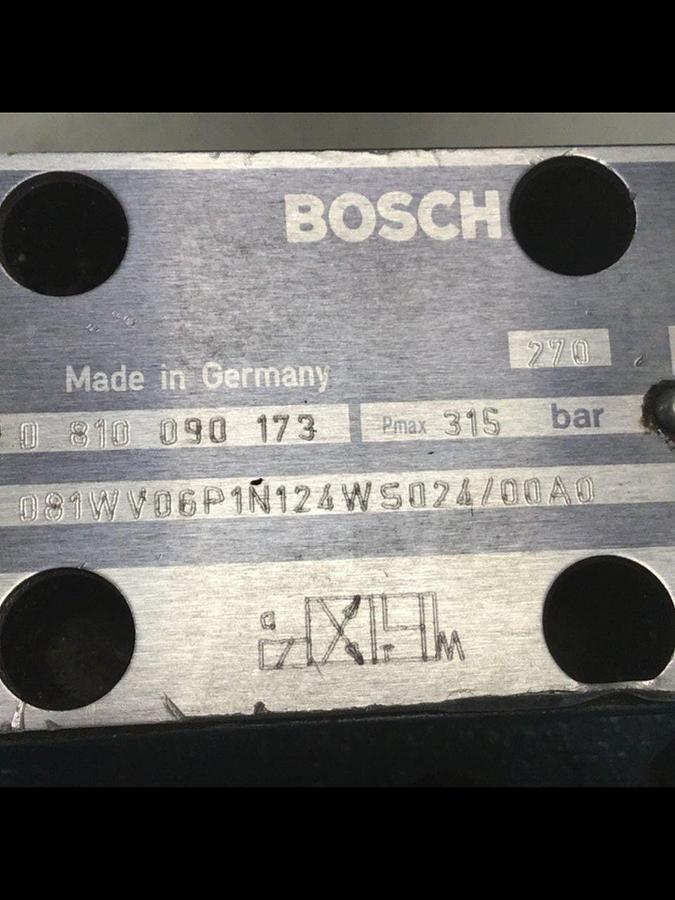 BOSCH
270
Made in Germany
0 810 090 173 Pmax 315 bar
081WV06P1N124WS024/00A0
a M